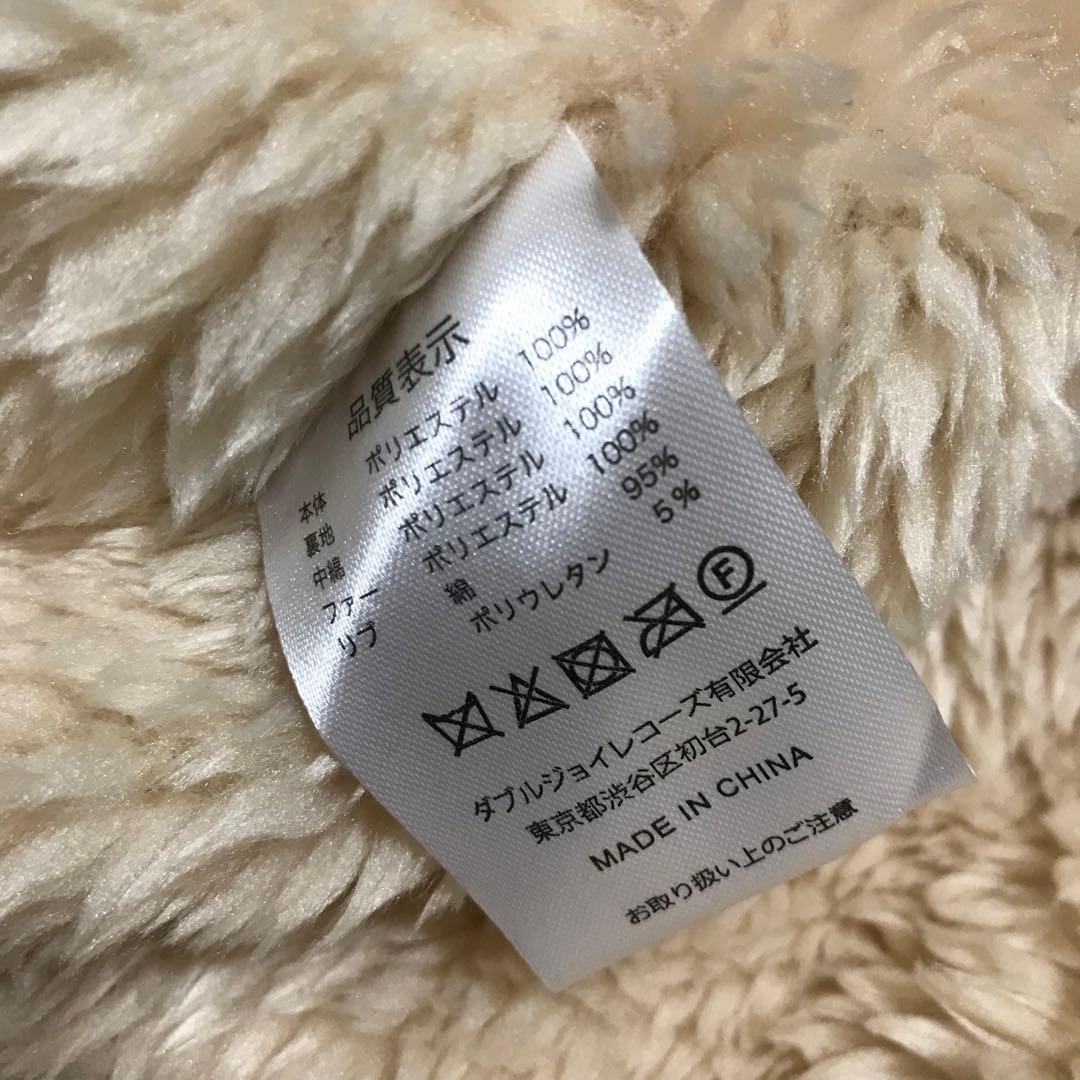 品質表示
本体 ポリエステル 100%
裏地 ポリエステル 100%
中綿 ポリエステル 100%
ファー ポリエステル 100%
リブ 綿 95%
ポリウレタン 5%
F
ダブルジョイレコーズ有限会社
東京都渋谷区初台2-27-5
MADE IN CHINA
お取り扱い上のご注意